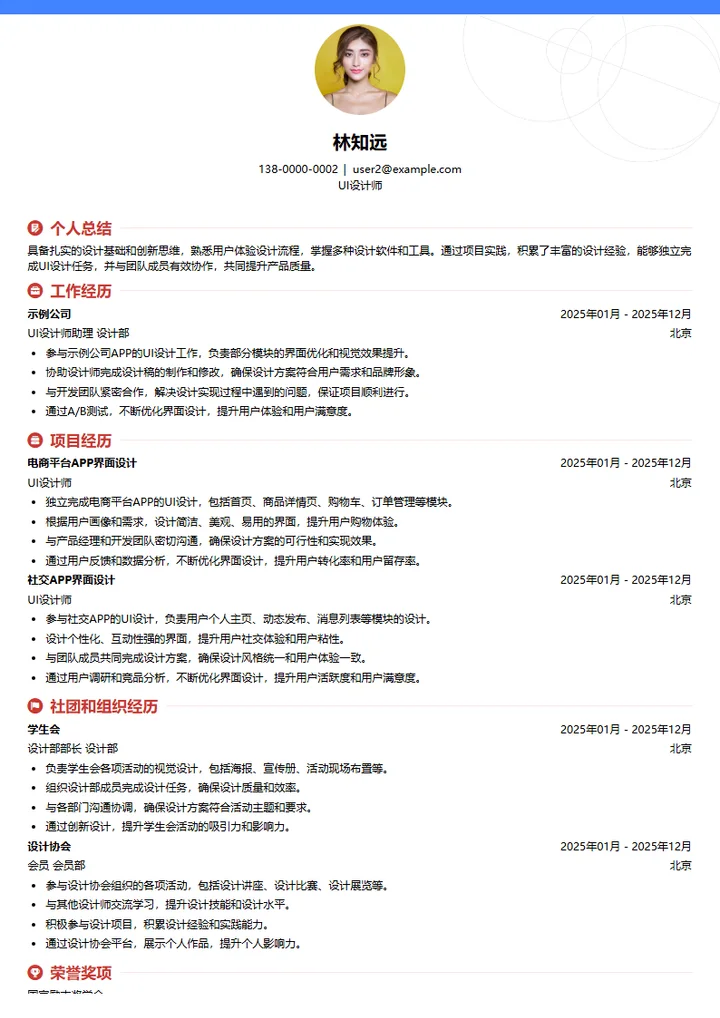 林知远
138-0000-0002 | user2@example.com
UI设计师
个人总结
具备扎实的设计基础和创新思维，熟悉用户体验设计流程，掌握多种设计软件和工具。通过项目实践，积累了丰富的设计经验，能够独立完
成UI设计任务，并与团队成员有效协作，共同提升产品质量。
工作经历
示例公司 2025年01月 - 2025年12月
UI设计师助理 设计部 北京
• 参与示例公司APP的UI设计工作，负责部分模块的界面优化和视觉效果提升。
• 协助设计师完成设计稿的制作和修改，确保设计方案符合用户需求和品牌形象。
• 与开发团队紧密合作，解决设计实现过程中遇到的问题，保证项目顺利进行。
• 通过A/B测试，不断优化界面设计，提升用户体验和用户满意度。
项目经历
电商平台APP界面设计 2025年01月 - 2025年12月
UI设计师 北京
• 独立完成电商平台APP的UI设计，包括首页、商品详情页、购物车、订单管理等模块。
• 根据用户画像和需求，设计简洁、美观、易用的界面，提升用户购物体验。
• 与产品经理和开发团队密切沟通，确保设计方案的可行性和实现效果。
• 通过用户反馈和数据分析，不断优化界面设计，提升用户转化率和用户留存率。
社交APP界面设计 2025年01月 - 2025年12月
UI设计师 北京
• 参与社交APP的UI设计，负责用户个人主页、动态发布、消息列表等模块的设计。
• 设计个性化、互动性强的界面，提升用户社交体验和用户粘性。
• 与团队成员共同完成设计方案，确保设计风格统一和用户体验一致。
• 通过用户调研和竞品分析，不断优化界面设计，提升用户活跃度和用户满意度。
社团和组织经历
学生会 2025年01月 - 2025年12月
设计部部长 设计部 北京
• 负责学生会各项活动的视觉设计，包括海报、宣传册、活动现场布置等。
• 组织设计部成员完成设计任务，确保设计质量和效率。
• 与各部门沟通协调，确保设计方案符合活动主题和要求。
• 通过创新设计，提升学生会活动的吸引力和影响力。
设计协会 2025年01月 - 2025年12月
会员 会员部 北京
• 参与设计协会组织的各项活动，包括设计讲座、设计比赛、设计展览等。
• 与其他设计师交流学习，提升设计技能和设计水平。
• 积极参与设计项目，积累设计经验和实践能力。
• 通过设计协会平台，展示个人作品，提升个人影响力。
荣誉奖项